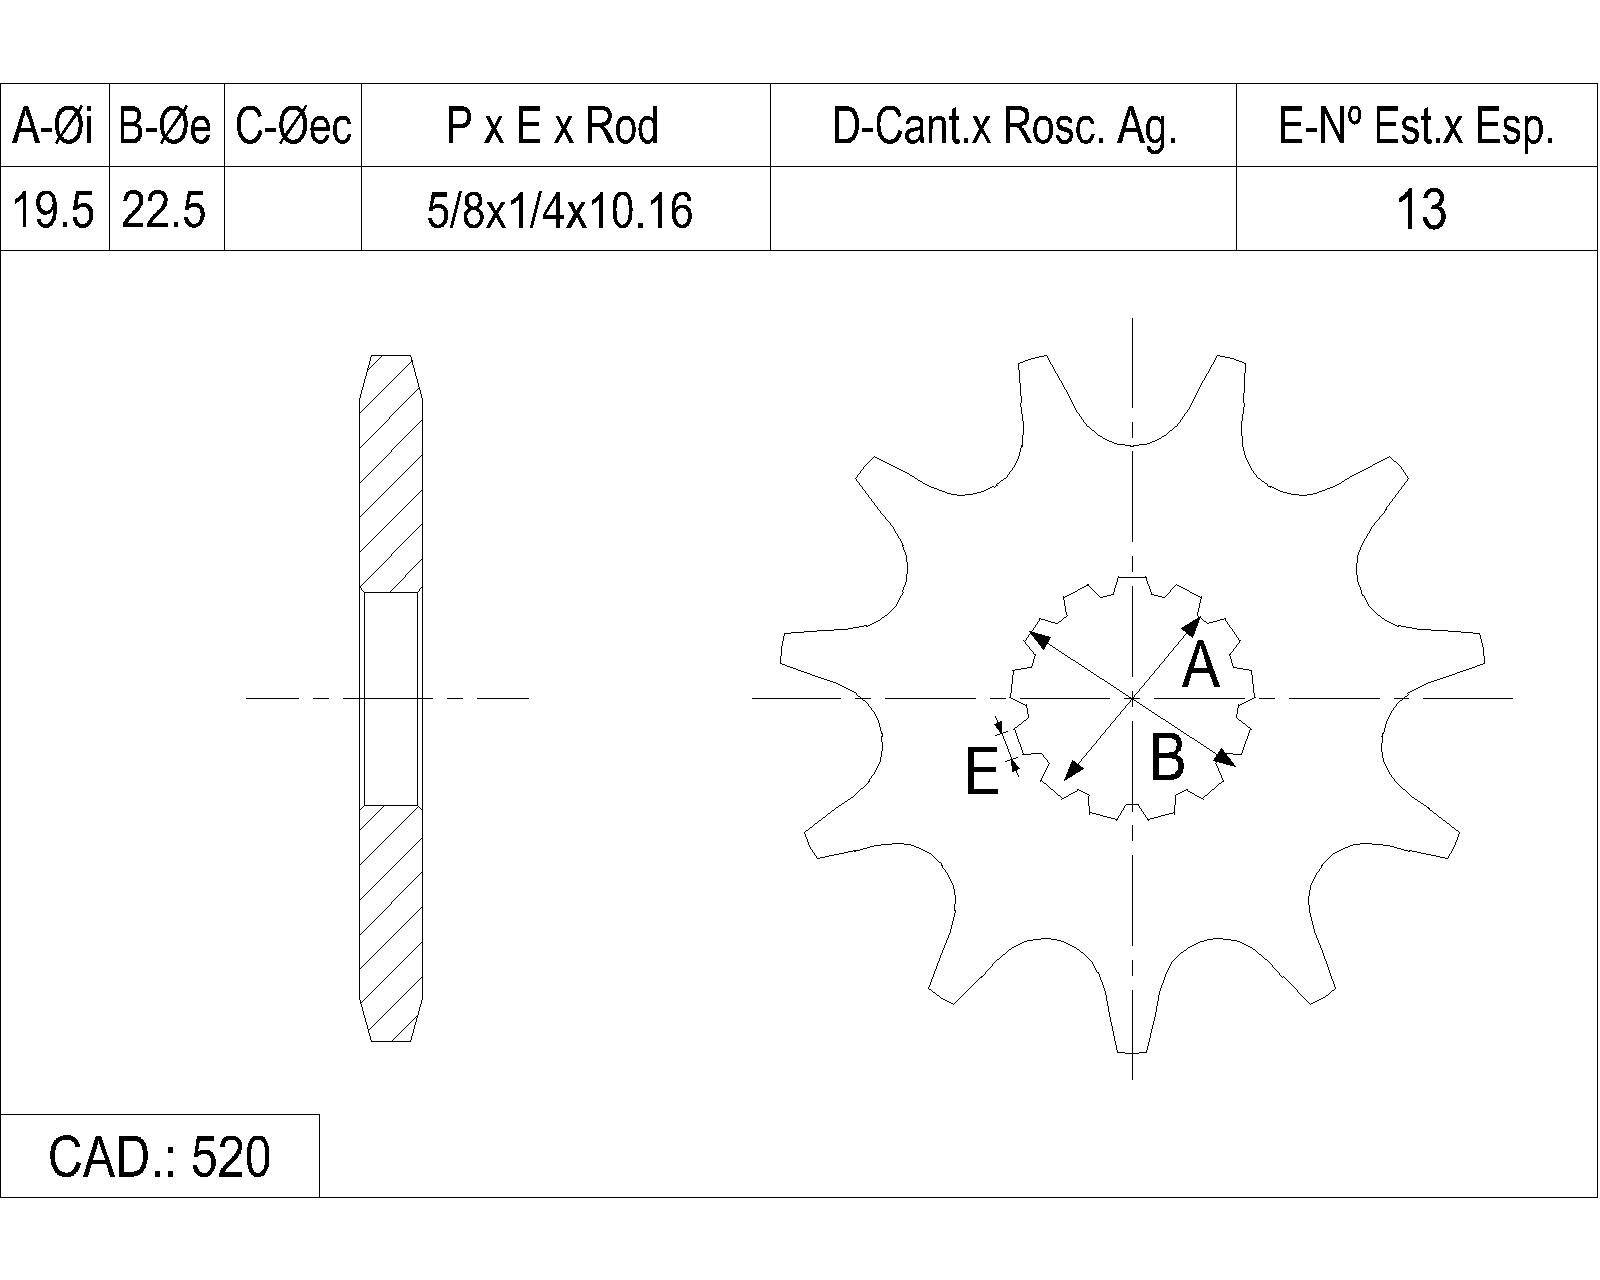 A-Øi B-Øe C-Øec P x E x Rod D-Cant.x Rosc. Ag. E-Nº Est.x Esp.
19.5 22.5 5/8x1/4x10.16 13
A
B
E
CAD.: 520